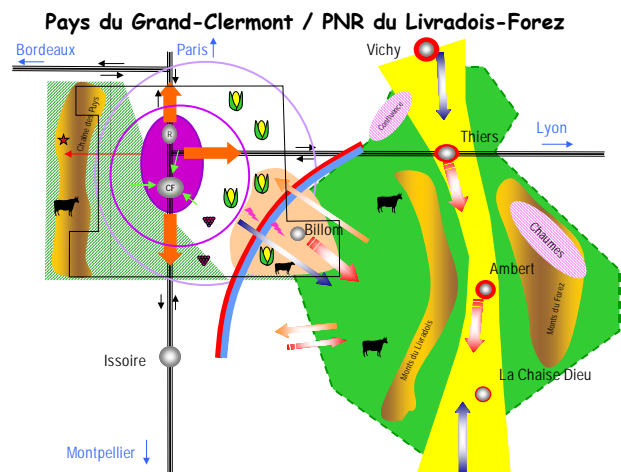 Pays du Grand-Clermont / PNR du Livradois-Forez
Bordeaux
Paris
Vichy
Chaîne des Puys
R
CF
Confluence
Thiers
Lyon
Billom
Chaumes
Ambert
Monts du Forez
Monts du Livradois
Issoire
La Chaise Dieu
Montpellier